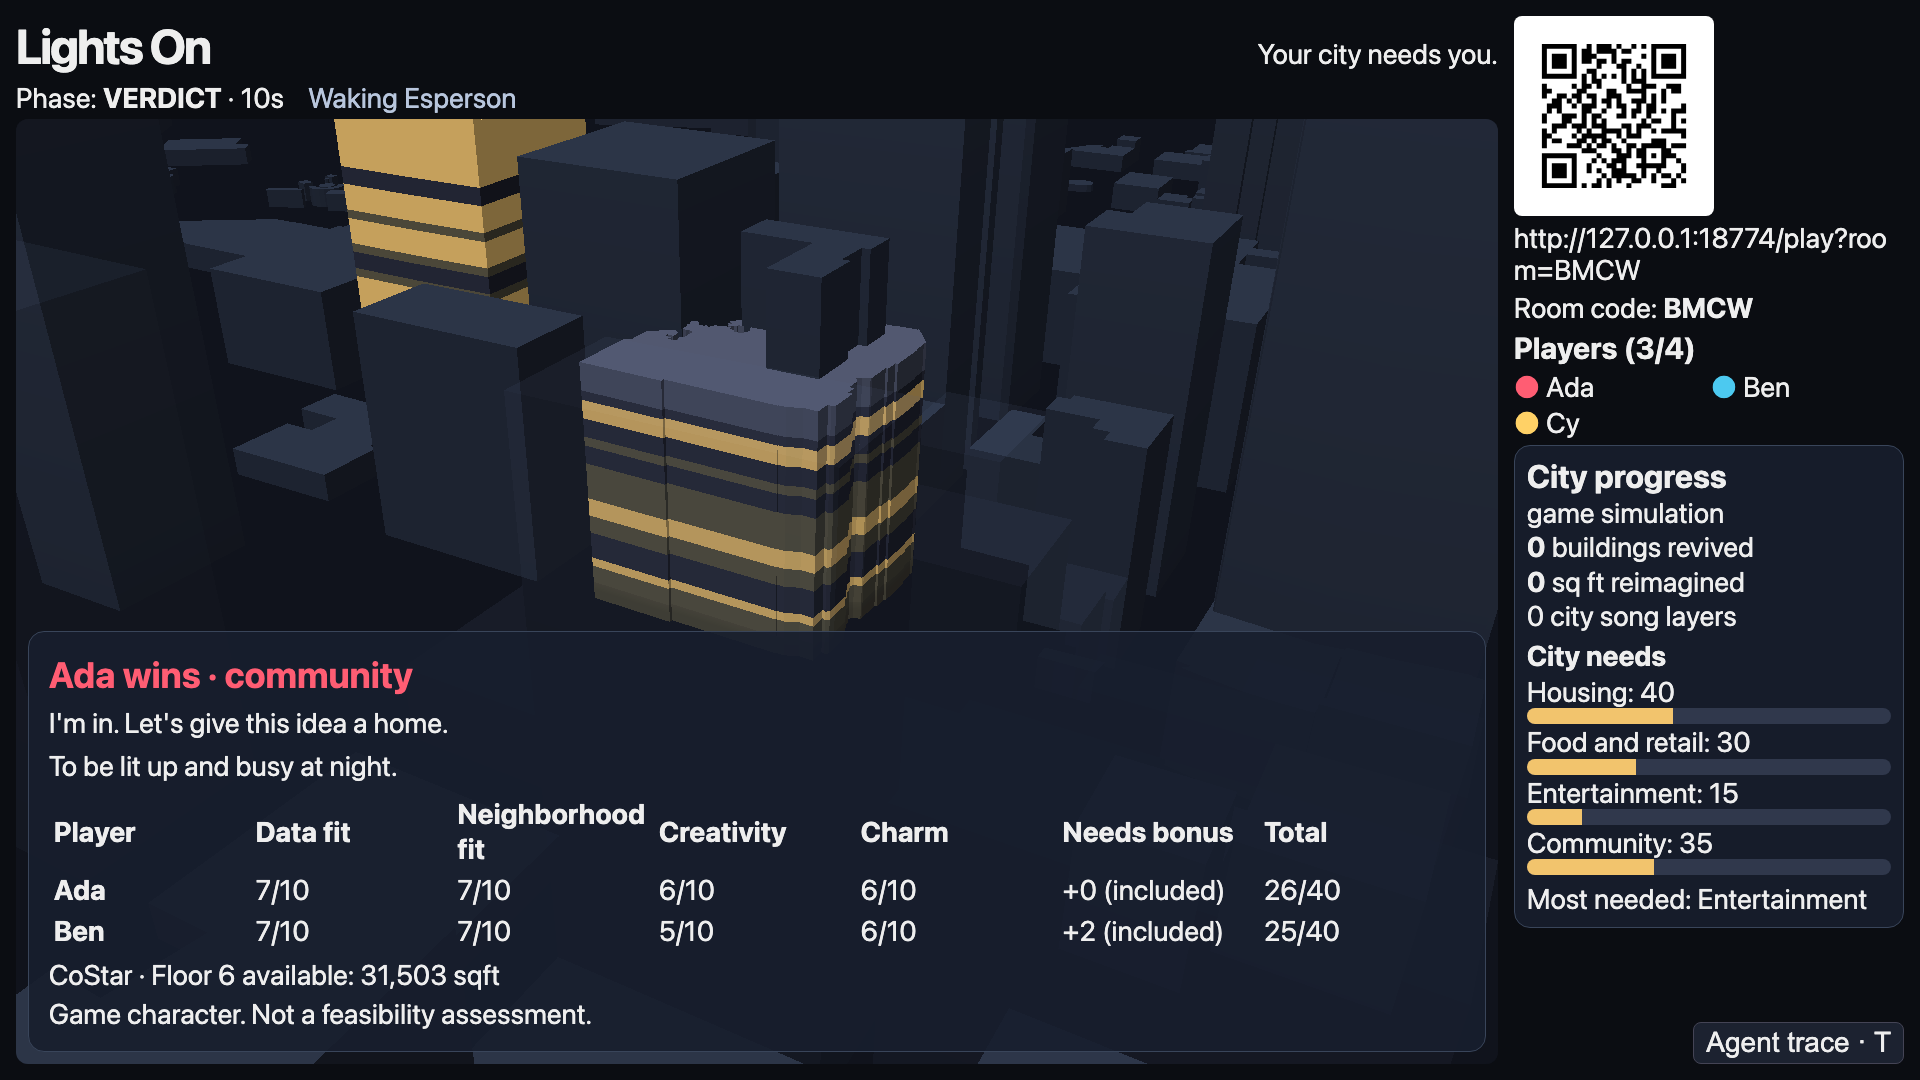 Lights On
Your city needs you.
Phase: VERDICT · 10s Waking Esperson
http://127.0.0.1:18774/play?roo
m=BMCW
Room code: BMCW
Players (3/4)
Ada Ben
Cy
City progress
game simulation
0 buildings revived
0 sq ft reimagined
0 city song layers
City needs
Housing: 40
Food and retail: 30
Entertainment: 15
Community: 35
Most needed: Entertainment
Ada wins · community
I'm in. Let's give this idea a home.
To be lit up and busy at night.
Player Data fit Neighborhood fit Creativity Charm Needs bonus Total
Ada 7/10 7/10 6/10 6/10 +0 (included) 26/40
Ben 7/10 7/10 5/10 6/10 +2 (included) 25/40
CoStar · Floor 6 available: 31,503 sqft
Game character. Not a feasibility assessment.
Agent trace · T